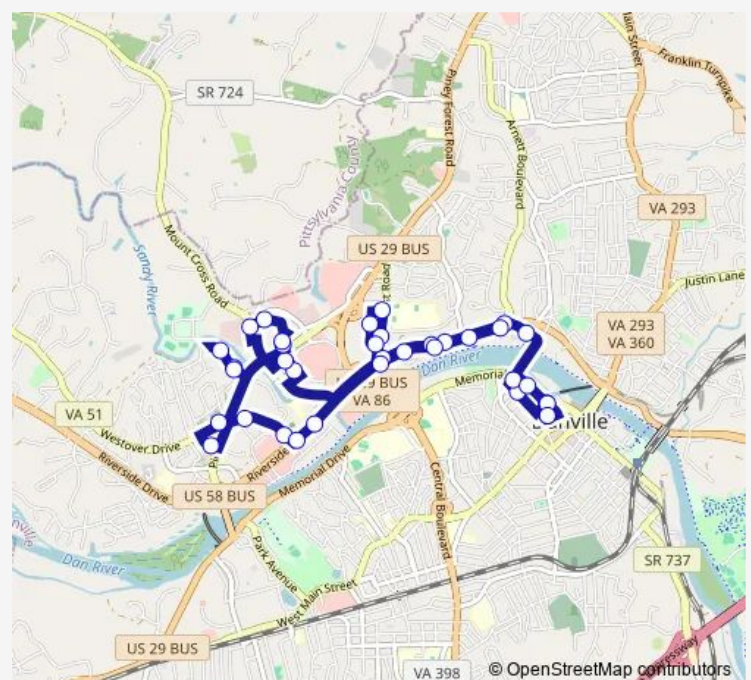 Main Street
Franklin Turnpike
SR 724
Piney Forest Road
Arnett Boulevard
Pittsylvania County
VA 293
Mount Cross Road
US 29 BUS
Sandy River
Justin Lane
VA 293
VA 360
Dan River
VA 86
Memorial
VA 51
Westover Drive
Riverside Drive
Riverside
Memorial Drive
US 58 BUS
Central Boulevard
Dan River
Park Avenue
West Main Street
SR 737
US 29 BUS
VA 398
© OpenStreetMap contributors